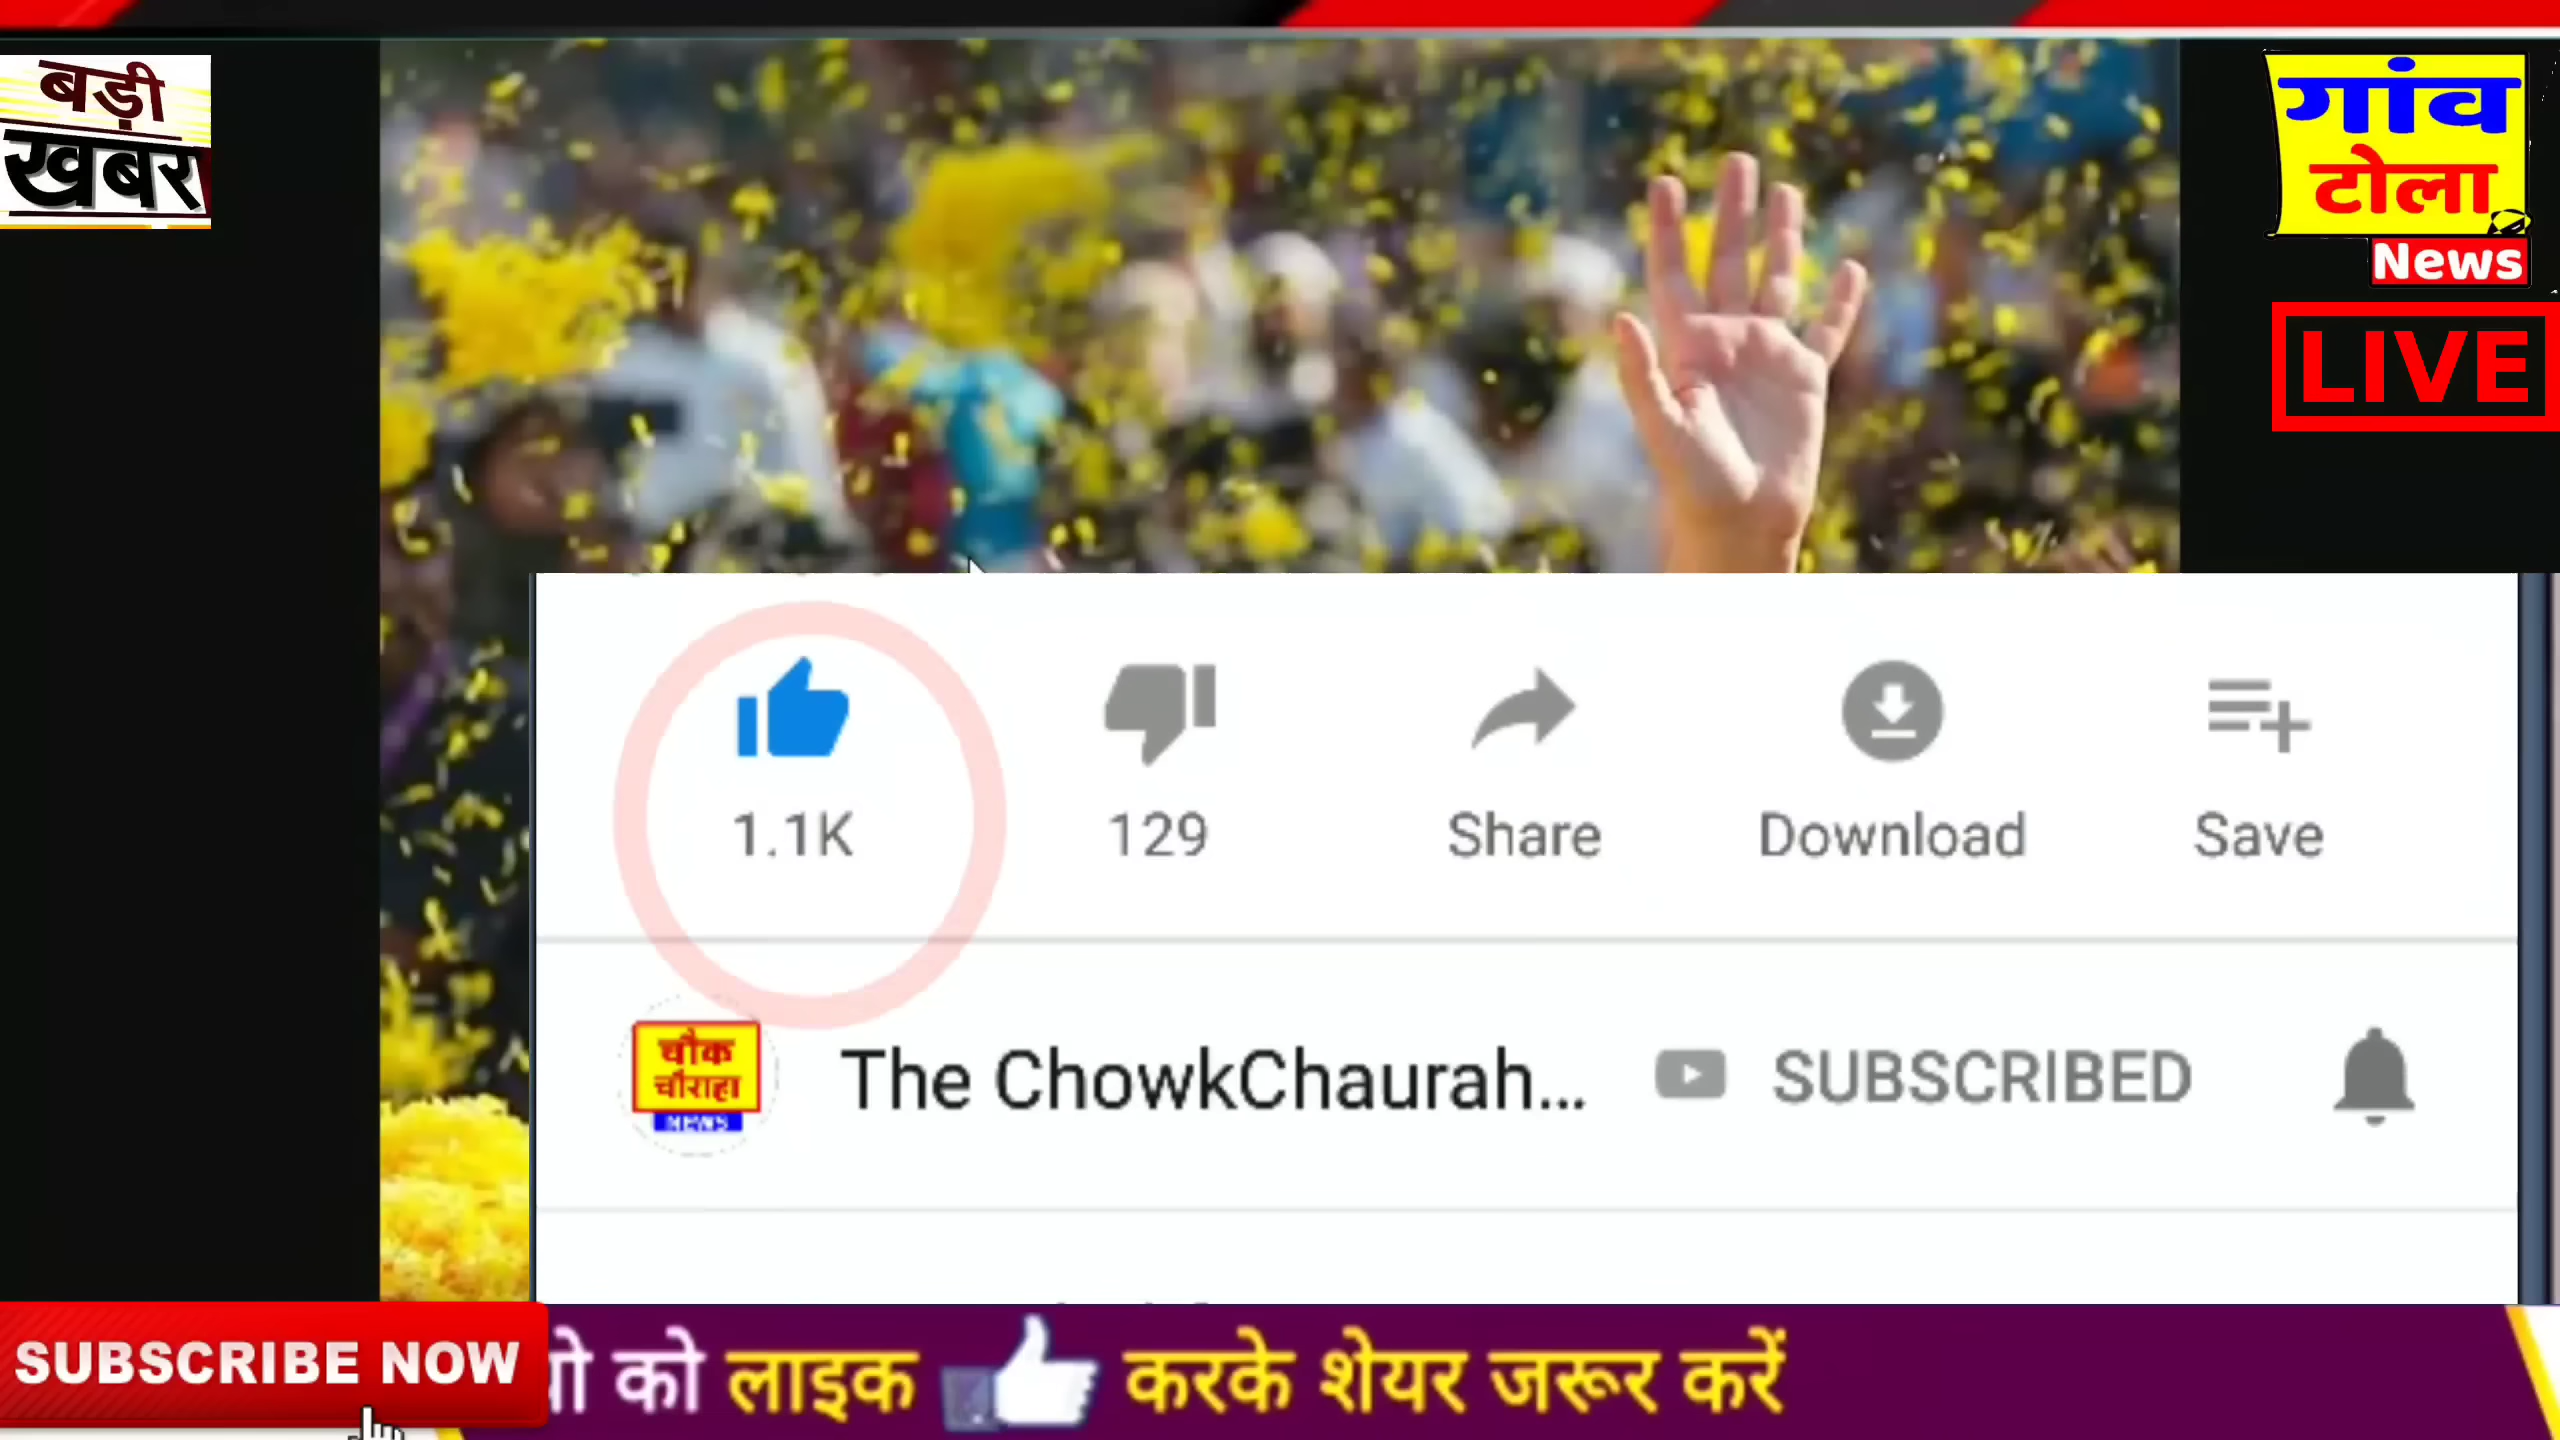 बड़ी
खबर
गांव
टोला
News
LIVE
1.1K
129
Share
Download
Save
चौक
चौराहा
NEWS
The ChowkChaurah...
SUBSCRIBED
SUBSCRIBE NOW
को लाइक करके शेयर जरूर करें